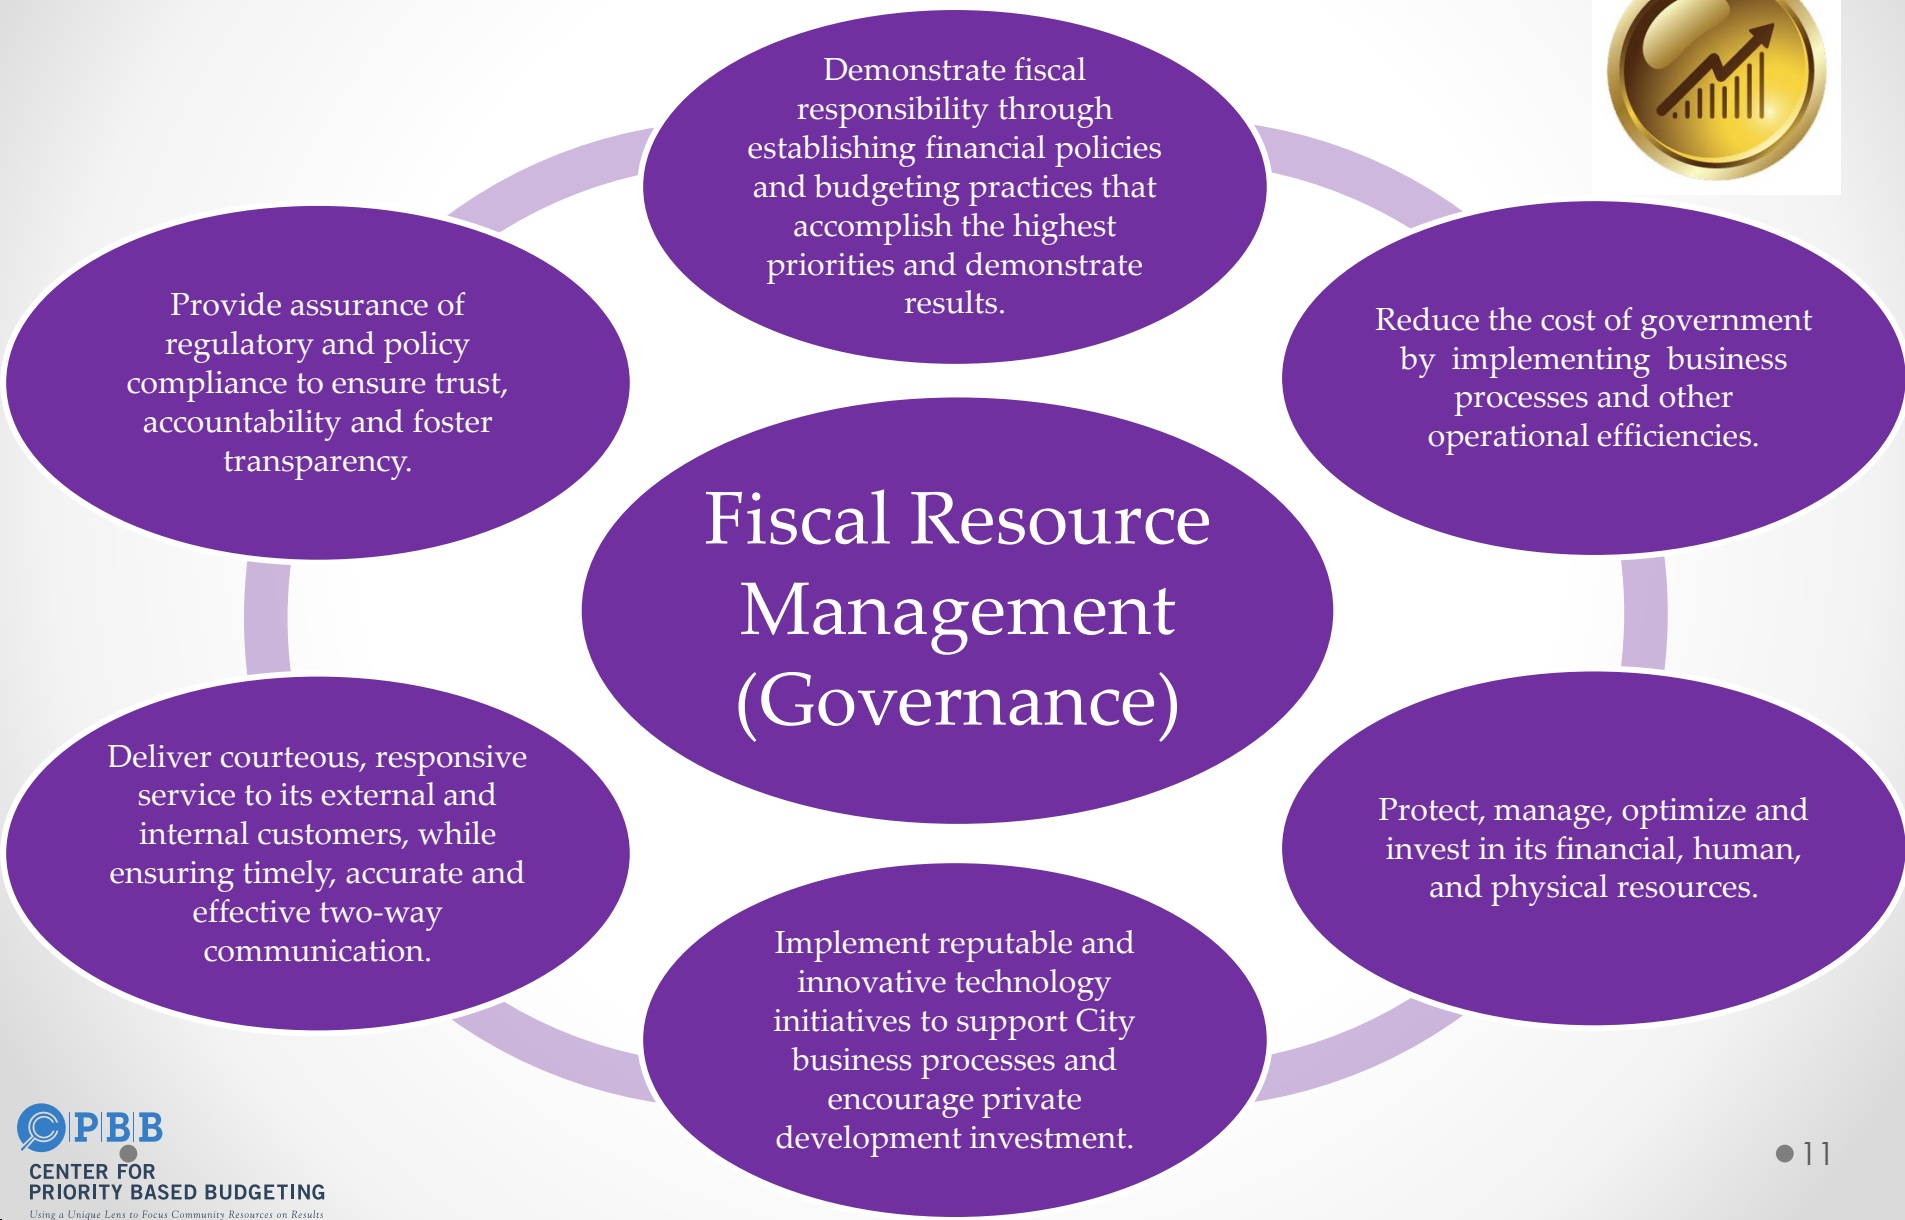 Demonstrate fiscal
responsibility through
establishing financial policies
and budgeting practices that
accomplish the highest
priorities and demonstrate
results.
Reduce the cost of government
by implementing business
processes and other
operational efficiencies.
Protect, manage, optimize and
invest in its financial, human,
and physical resources.
Implement reputable and
innovative technology
initiatives to support City
business processes and
encourage private
development investment.
Deliver courteous, responsive
service to its external and
internal customers, while
ensuring timely, accurate and
effective two-way
communication.
Provide assurance of
regulatory and policy
compliance to ensure trust,
accountability and foster
transparency.
Fiscal Resource
Management
(Governance)
C|P|B|B
CENTER FOR
PRIORITY BASED BUDGETING
Using a Unique Lens to Focus Community Resources on Results
11